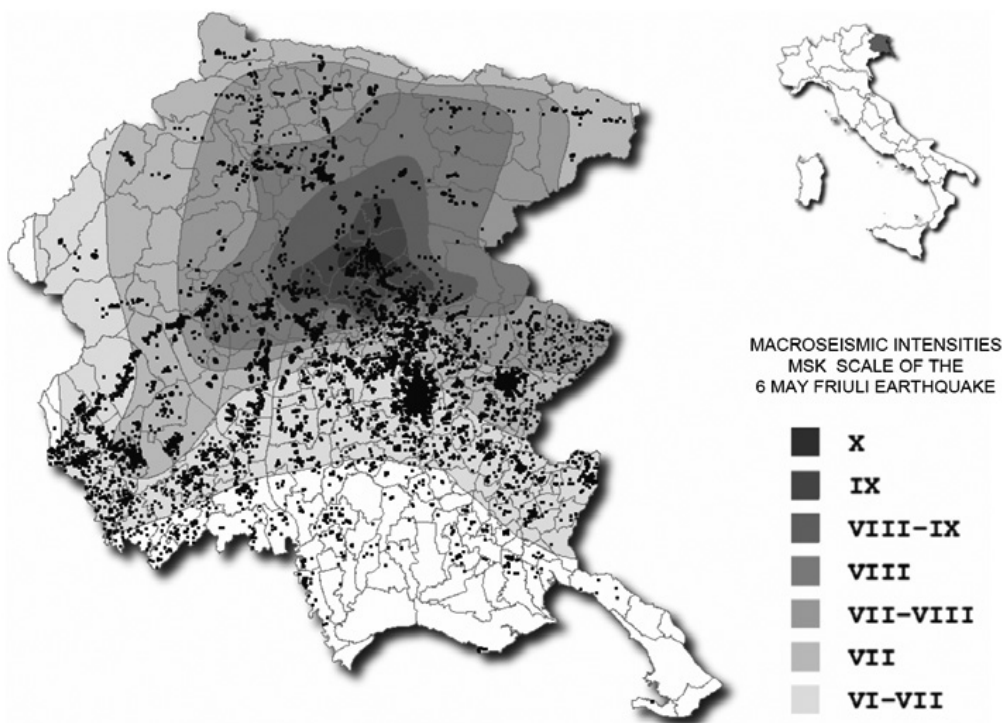 MACROSEISMIC INTENSITIES
MSK SCALE OF THE
6 MAY FRIULI EARTHQUAKE
X
IX
VIII-IX
VIII
VII-VIII
VII
VI-VII